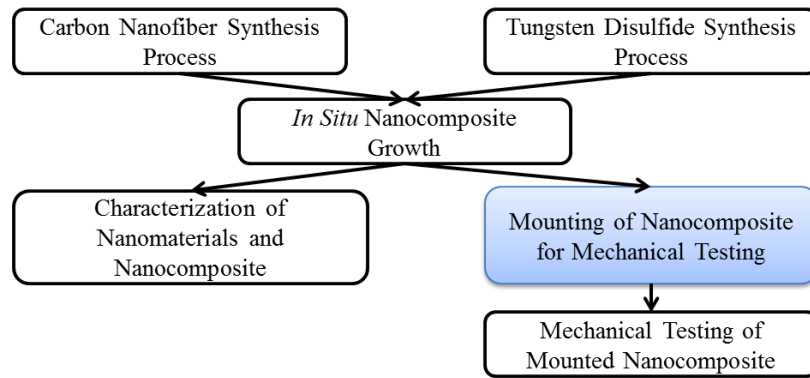 Carbon Nanofiber Synthesis
Process
Tungsten Disulfide Synthesis
Process
In Situ Nanocomposite
Growth
Characterization of
Nanomaterials and
Nanocomposite
Mounting of Nanocomposite
for Mechanical Testing
Mechanical Testing of
Mounted Nanocomposite